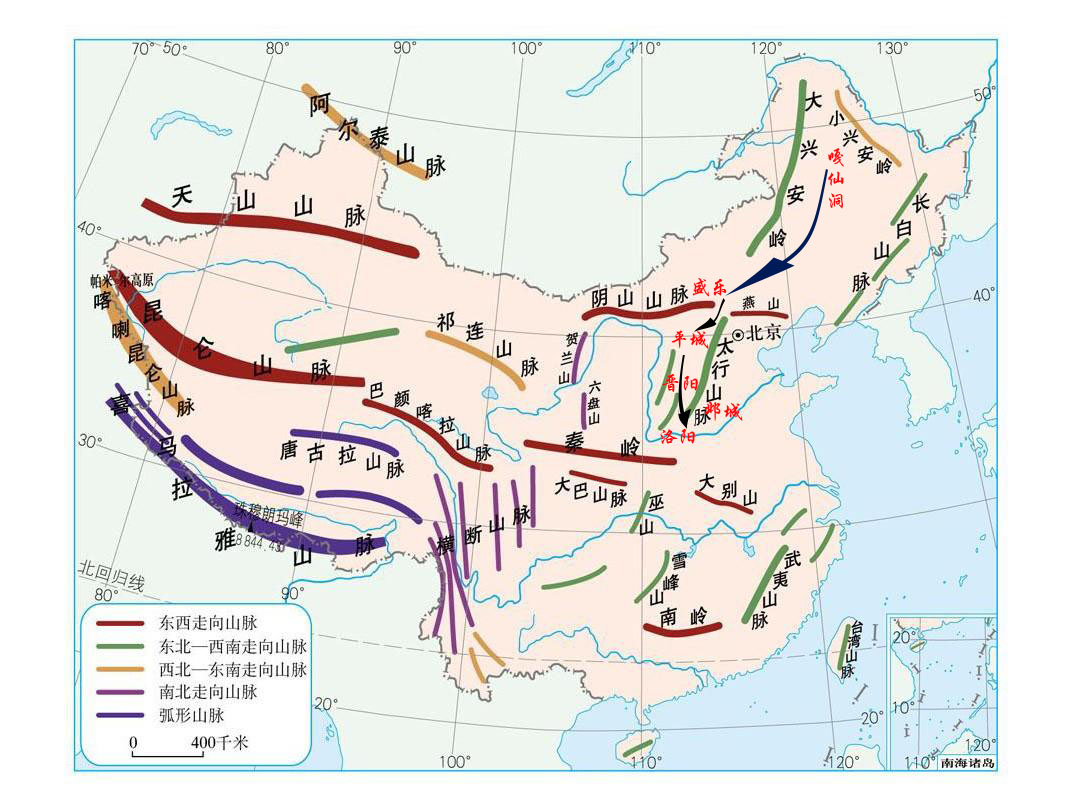 70° 50° 80° 90° 100° 110° 120° 130°
50°
阿尔泰山脉
大兴安岭
小兴安岭
嘎仙洞
天山山脉
长白山脉
40°
40°
帕米尔高原
喀喇昆仑山脉
昆仑山脉
阴山山脉
盛乐
燕山
北京
平城
祁连山脉
贺兰山
太行山脉
六盘山
晋阳
邺城
洛阳
巴颜喀拉山脉
秦岭
喜马拉雅山脉
30°
唐古拉山脉
大巴山脉
巫山
大别山
30°
横断山脉
珠穆朗玛峰
8 844.43
雪峰山
武夷山脉
南岭
台湾山脉
北回归线
80°
90°
东西走向山脉
东北—西南走向山脉
西北—东南走向山脉
南北走向山脉
弧形山脉
0 400千米
20°
20°
100°
110°
120°
20°
10°
110°
120°
南海诸岛